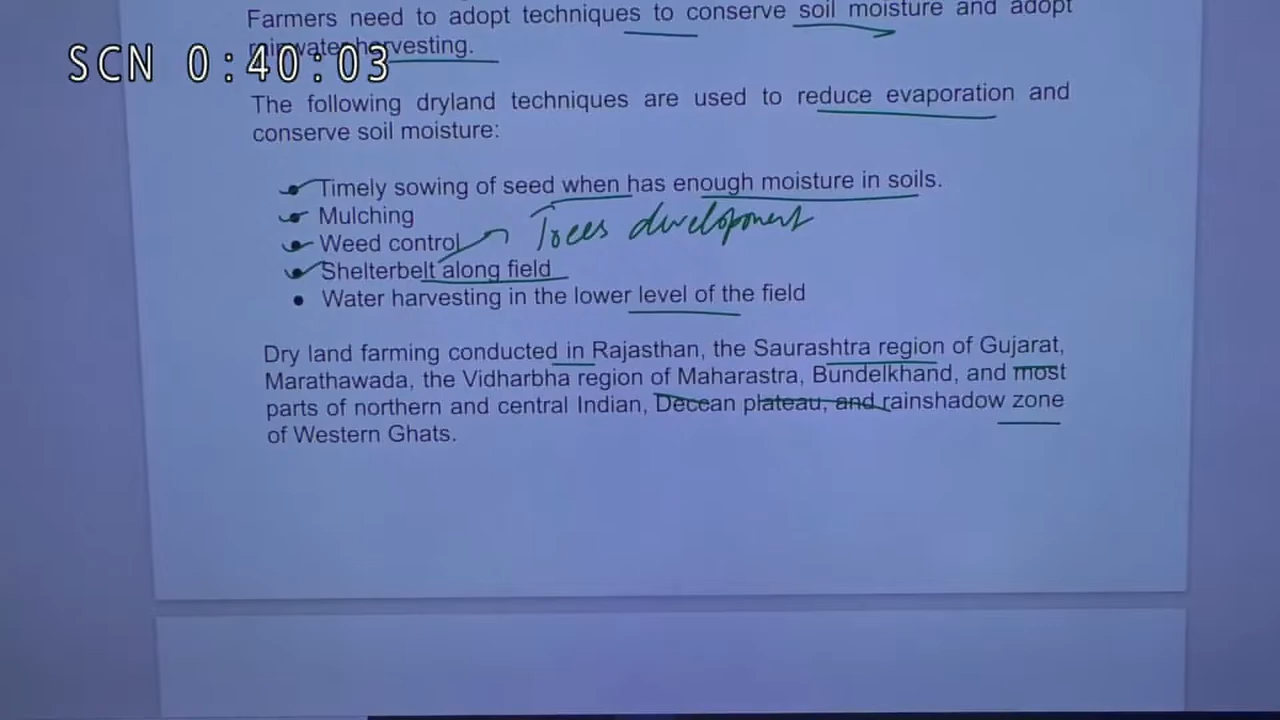 Farmers need to adopt techniques to conserve soil moisture and adopt
SCN 0:40:03
water harvesting.
The following dryland techniques are used to reduce evaporation and
conserve soil moisture:
• Timely sowing of seed when has enough moisture in soils.
• Mulching
Trees development
• Weed control
• Shelterbelt along field
• Water harvesting in the lower level of the field
Dry land farming conducted in Rajasthan, the Saurashtra region of Gujarat,
Marathawada, the Vidharbha region of Maharastra, Bundelkhand, and most
parts of northern and central Indian, Deccan plateau, and rainshadow zone
of Western Ghats.